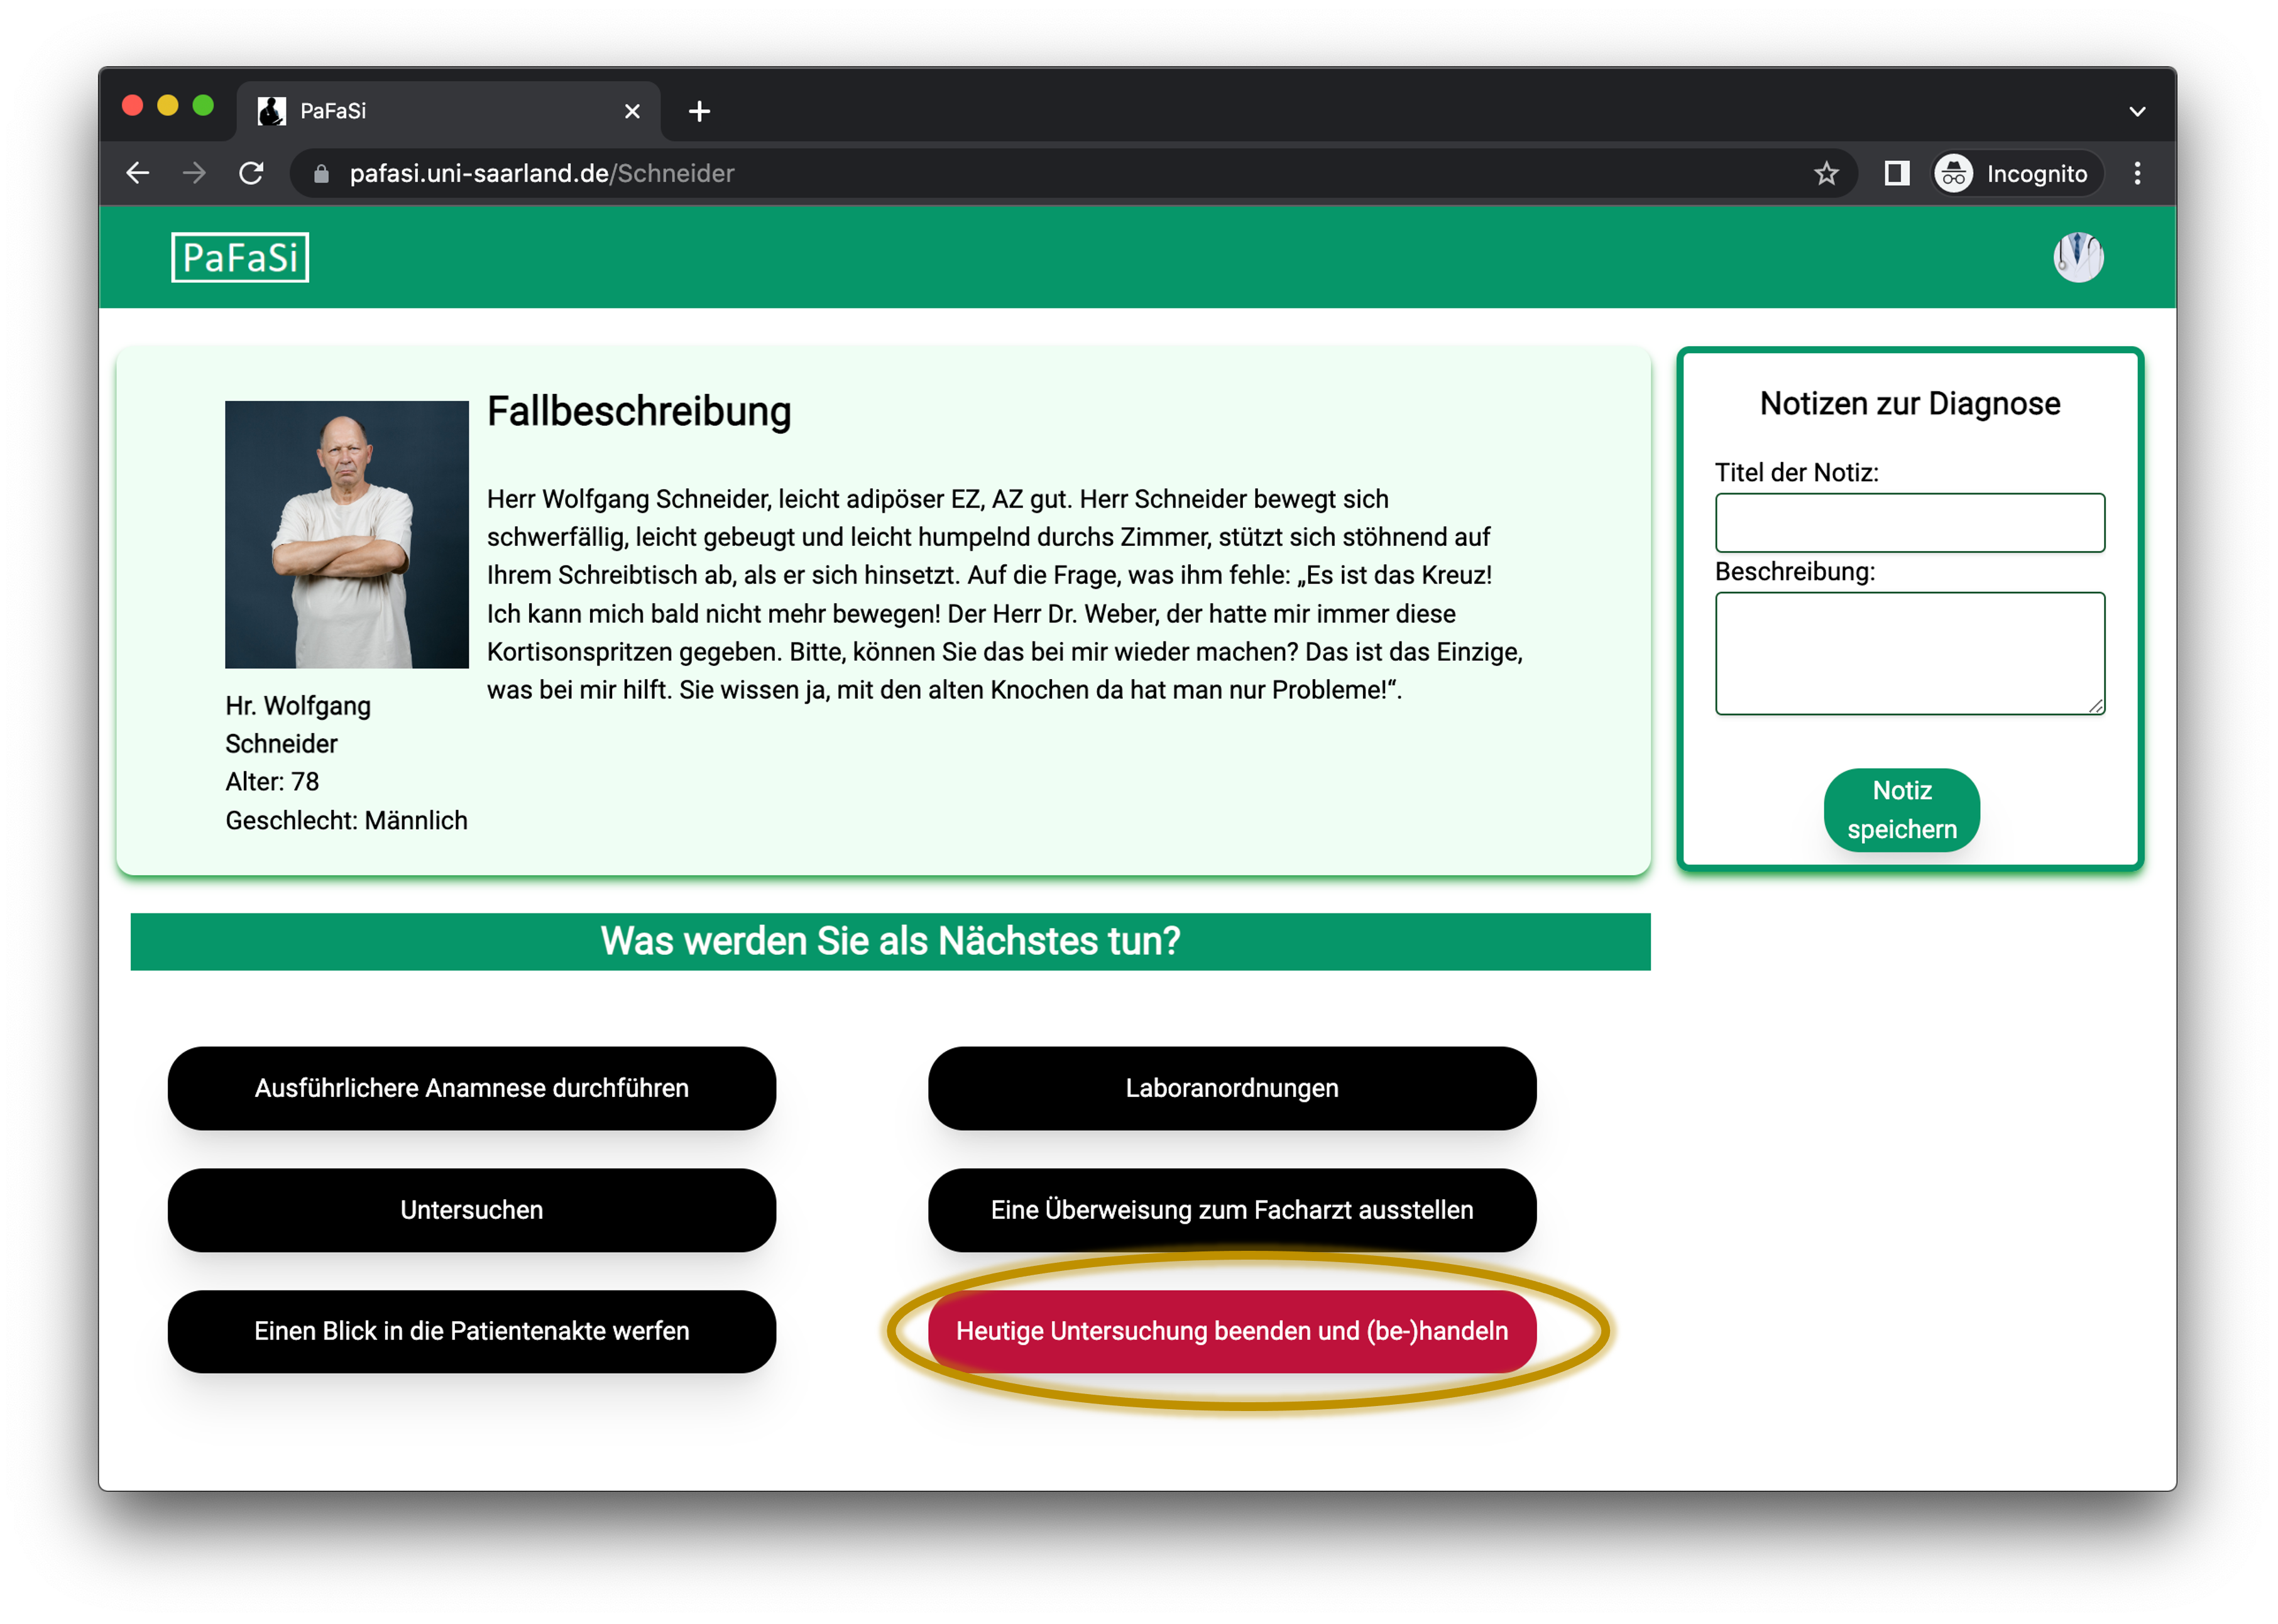 PaFaSi
pafasi.uni-saarland.de/Schneider
Incognito
PaFaSi
Fallbeschreibung
Herr Wolfgang Schneider, leicht adipöser EZ, AZ gut. Herr Schneider bewegt sich
schwerfällig, leicht gebeugt und leicht humpelnd durchs Zimmer, stützt sich stöhnend auf
Ihrem Schreibtisch ab, als er sich hinsetzt. Auf die Frage, was ihm fehle: „Es ist das Kreuz!
Ich kann mich bald nicht mehr bewegen! Der Herr Dr. Weber, der hatte mir immer diese
Kortisonspritzen gegeben. Bitte, können Sie das bei mir wieder machen? Das ist das Einzige,
was bei mir hilft. Sie wissen ja, mit den alten Knochen da hat man nur Probleme!“.
Hr. Wolfgang
Schneider
Alter: 78
Geschlecht: Männlich
Notizen zur Diagnose
Titel der Notiz:
Beschreibung:
Notiz
speichern
Was werden Sie als Nächstes tun?
Ausführlichere Anamnese durchführen
Laboranordnungen
Untersuchen
Eine Überweisung zum Facharzt ausstellen
Einen Blick in die Patientenakte werfen
Heutige Untersuchung beenden und (be-)handeln